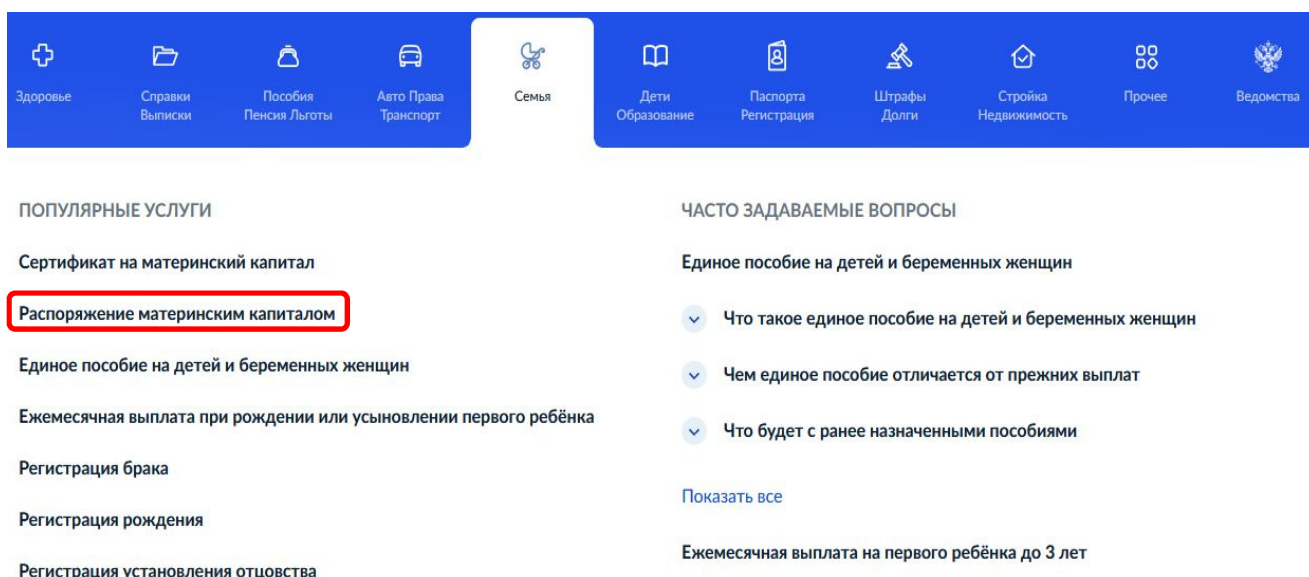 Здоровье
Справки
Выписки
Пособия
Пенсия Льготы
Авто Права
Транспорт
Семья
Дети
Образование
Паспорта
Регистрация
Штрафы
Долги
Стройка
Недвижимость
Прочее
Ведомства
ПОПУЛЯРНЫЕ УСЛУГИ
Сертификат на материнский капитал
Распоряжение материнским капиталом
Единое пособие на детей и беременных женщин
Ежемесячная выплата при рождении или усыновлении первого ребёнка
Регистрация брака
Регистрация рождения
Регистрация установления отцовства
ЧАСТО ЗАДАВАЕМЫЕ ВОПРОСЫ
Единое пособие на детей и беременных женщин
Что такое единое пособие на детей и беременных женщин
Чем единое пособие отличается от прежних выплат
Что будет с ранее назначенными пособиями
Показать все
Ежемесячная выплата на первого ребёнка до 3 лет